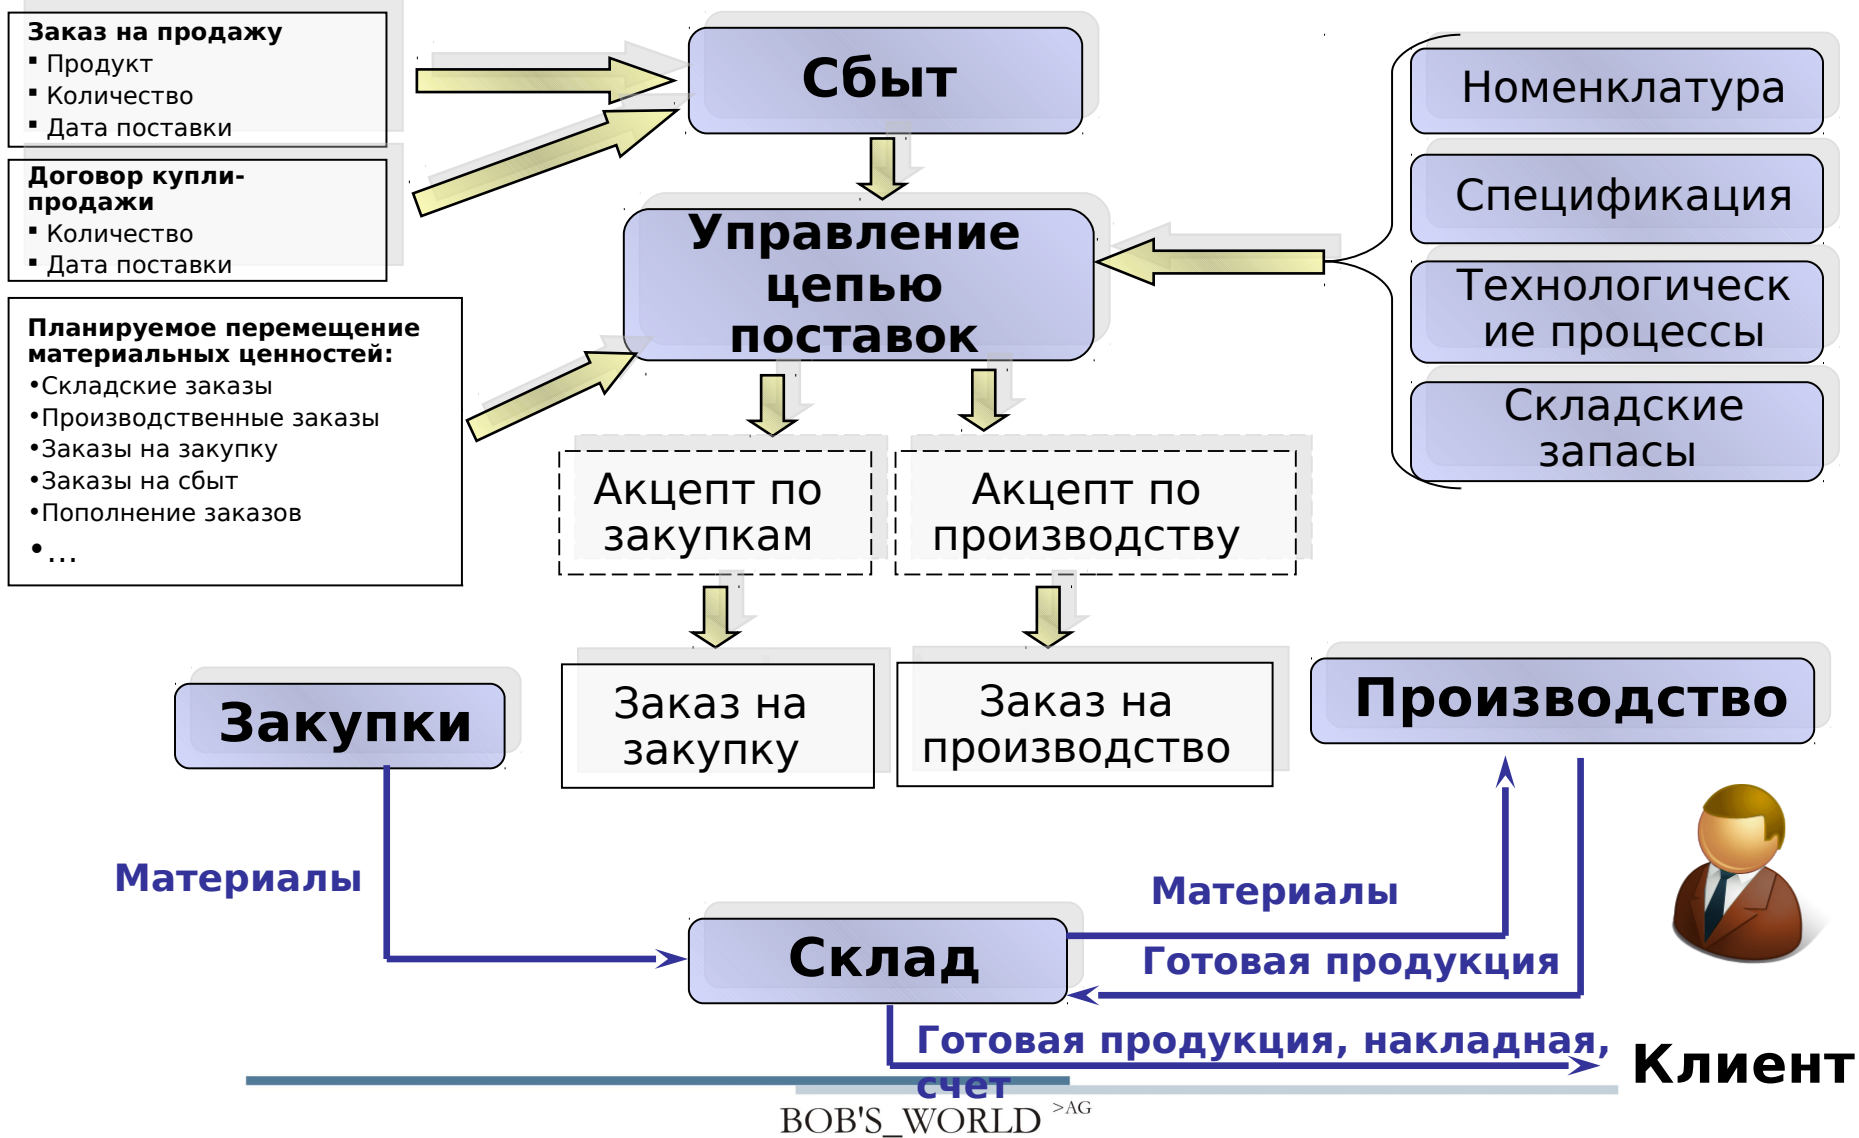 Заказ на продажу
▪ Продукт
▪ Количество
▪ Дата поставки
Договор купли-
продажи
▪ Количество
▪ Дата поставки
Планируемое перемещение
материальных ценностей:
•Складские заказы
•Производственные заказы
•Заказы на закупку
•Заказы на сбыт
•Пополнение заказов
•...
Сбыт
Управление
цепью
поставок
Номенклатура
Спецификация
Технологическ
ие процессы
Складские
запасы
Акцепт по
закупкам
Акцепт по
производству
Заказ на
закупку
Заказ на
производство
Закупки
Производство
Материалы
Материалы
Склад
Готовая продукция
Готовая продукция, накладная,
счет
Клиент
BOB'S_WORLD >AG